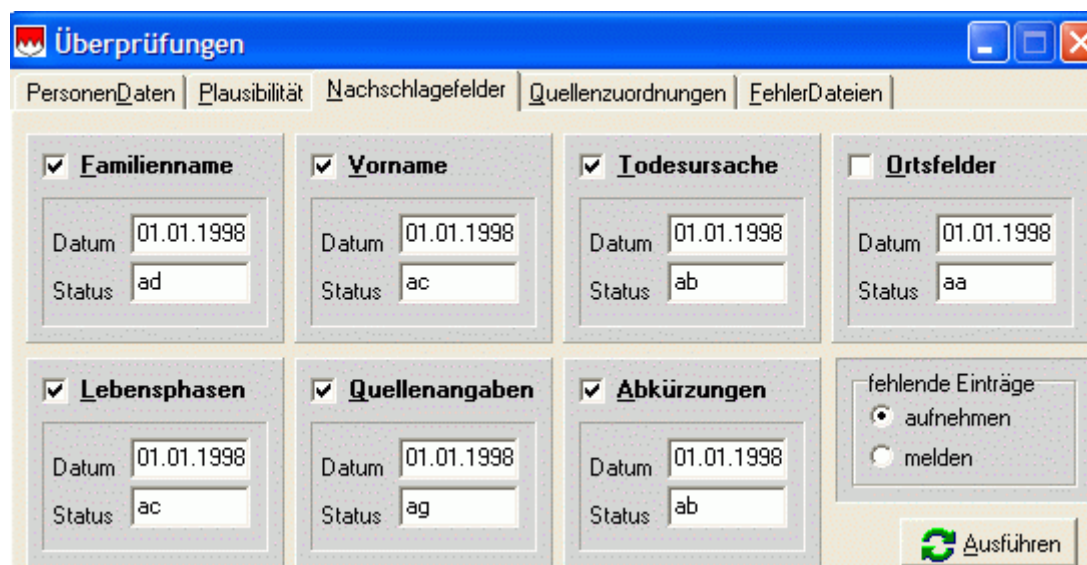 Überprüfungen
PersonenDaten Plausibilität Nachschlagefelder Quellenzuordnungen FehlerDateien
Familienname Vorname Todesursache Ortsfelder
Datum 01.01.1998 Datum 01.01.1998 Datum 01.01.1998 Datum 01.01.1998
Status ad Status ac Status ab Status aa
Lebensphasen Quellenangaben Abkürzungen fehlende Einträge
aufnehmen
Datum 01.01.1998 Datum 01.01.1998 Datum 01.01.1998 melden
Status ac Status ag Status ab
Ausführen